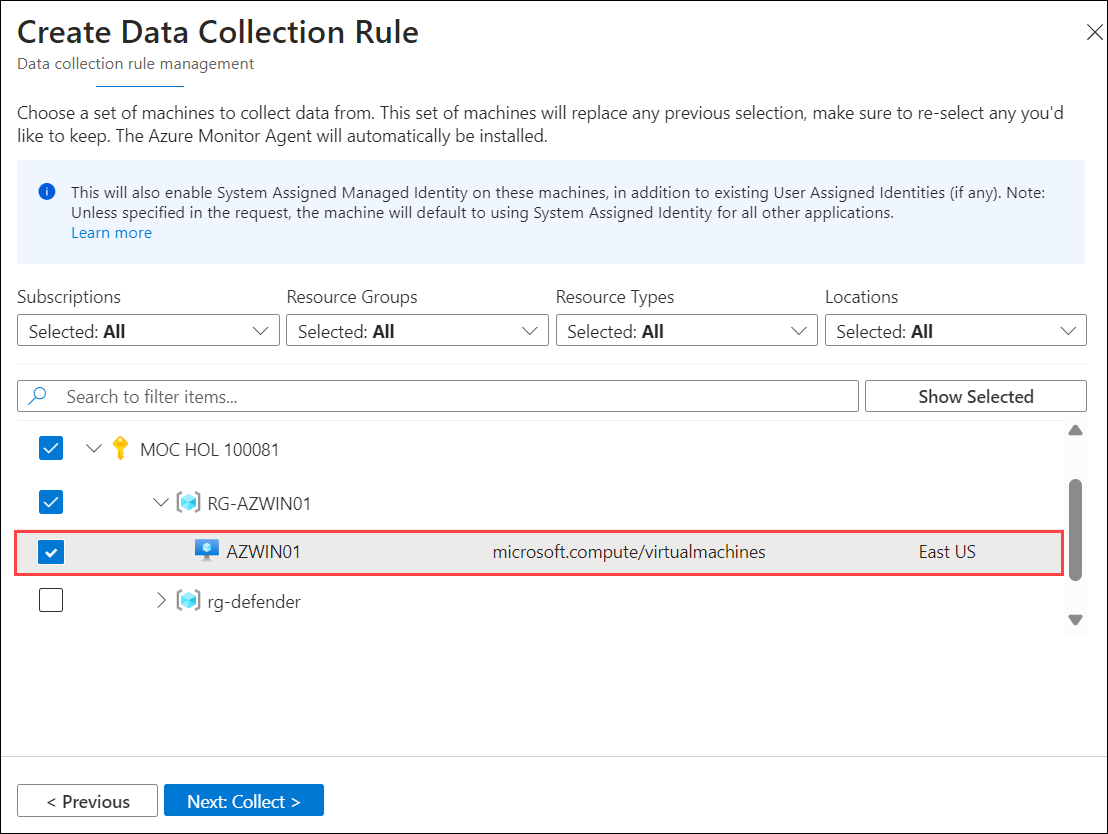 Create Data Collection Rule
Data collection rule management
Choose a set of machines to collect data from. This set of machines will replace any previous selection, make sure to re-select any you'd
like to keep. The Azure Monitor Agent will automatically be installed.
This will also enable System Assigned Managed Identity on these machines, in addition to existing User Assigned Identities (if any). Note:
Unless specified in the request, the machine will default to using System Assigned Identity for all other applications.
Learn more
Subscriptions Resource Groups Resource Types Locations
Selected: All Selected: All Selected: All Selected: All
Search to filter items... Show Selected
MOC HOL 100081
RG-AZWIN01
AZWIN01 microsoft.compute/virtualmachines East US
rg-defender
< Previous Next: Collect >